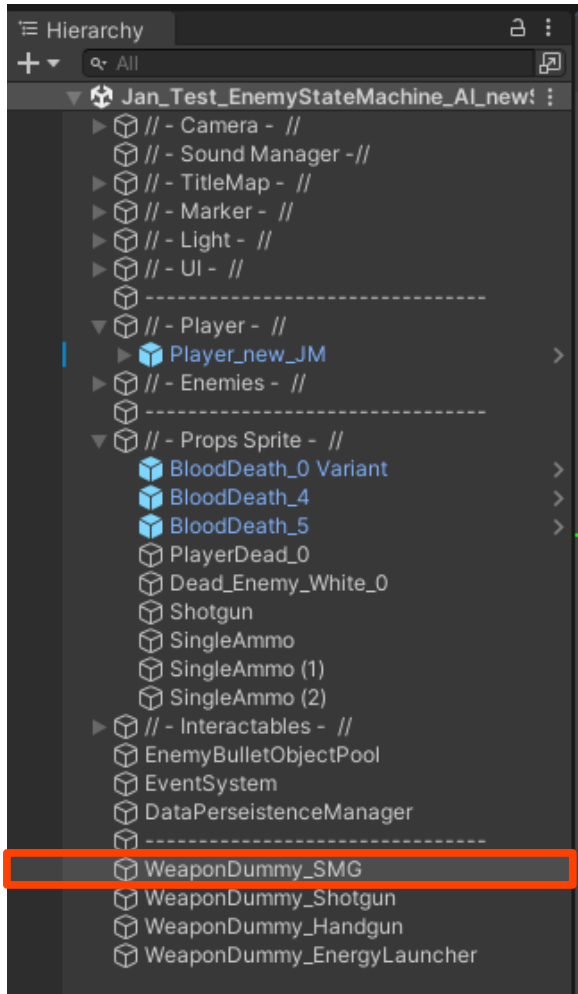 Hierarchy
All
Jan_Test_EnemyStateMachine_AI_new
// - Camera - //
// - Sound Manager -//
// - TitleMap - //
// - Marker - //
// - Light - //
// - UI - //
--------------------------------
// - Player - //
Player_new_JM
// - Enemies - //
--------------------------------
// - Props Sprite - //
BloodDeath_0 Variant
BloodDeath_4
BloodDeath_5
PlayerDead_0
Dead_Enemy_White_0
Shotgun
SingleAmmo
SingleAmmo (1)
SingleAmmo (2)
// - Interactables - //
EnemyBulletObjectPool
EventSystem
DataPerseistenceManager
--------------------------------
WeaponDummy_SMG
WeaponDummy_Shotgun
WeaponDummy_Handgun
WeaponDummy_EnergyLauncher